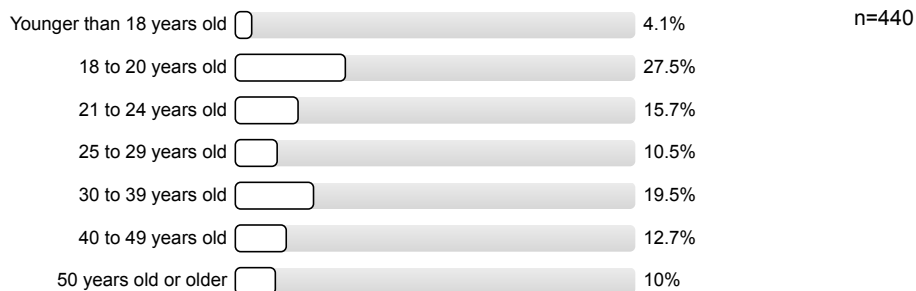 Younger than 18 years old 4.1% n=440
18 to 20 years old 27.5%
21 to 24 years old 15.7%
25 to 29 years old 10.5%
30 to 39 years old 19.5%
40 to 49 years old 12.7%
50 years old or older 10%